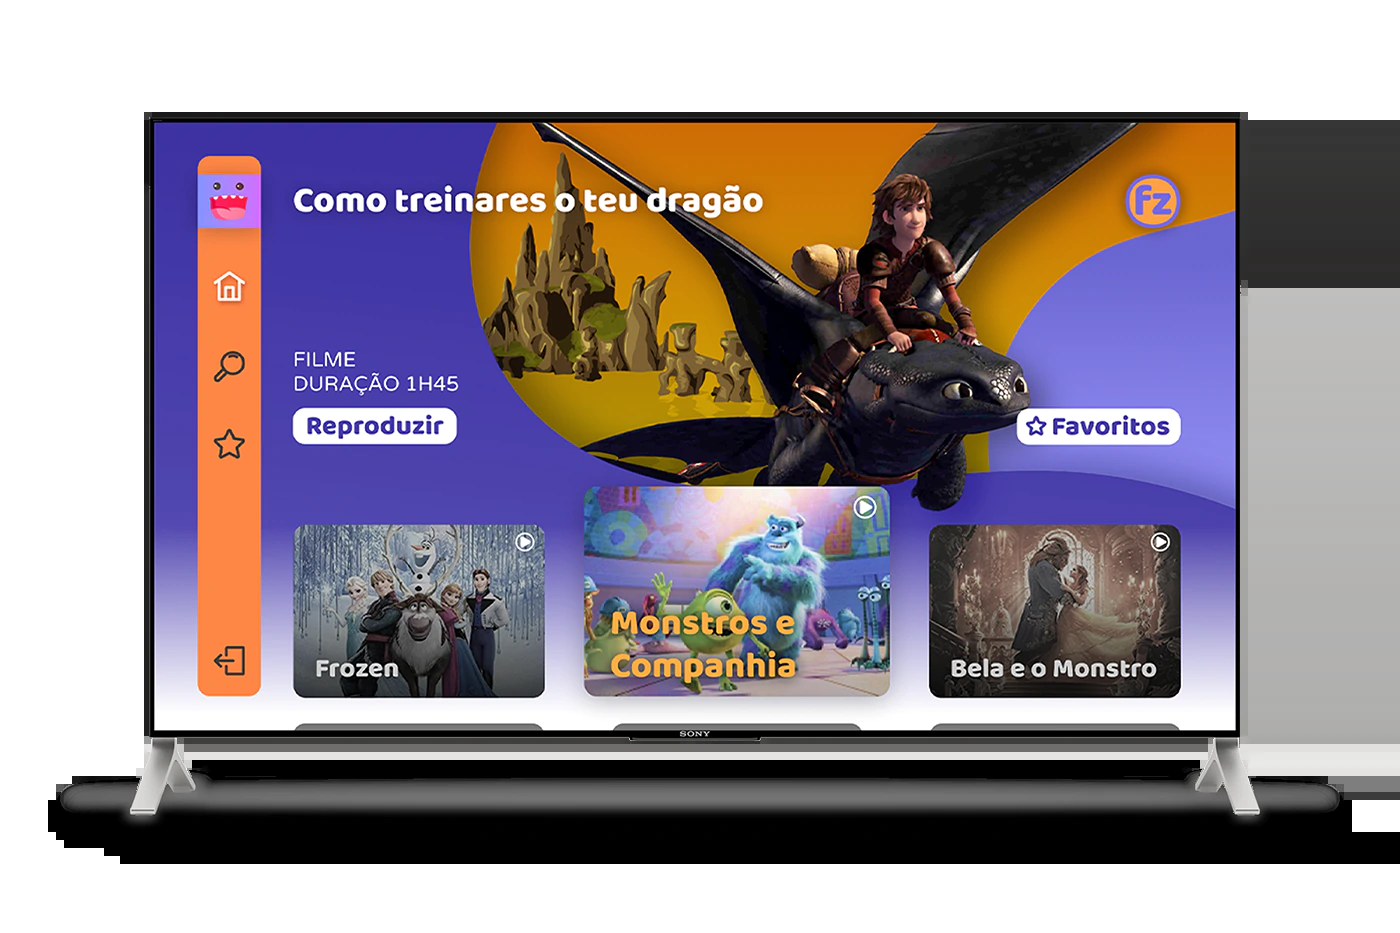 Como treinares o teu dragão
fz
FILME
DURAÇÃO 1H45
Reproduzir
Favoritos
Frozen
Monstros e
Companhia
Bela e o Monstro
SONY